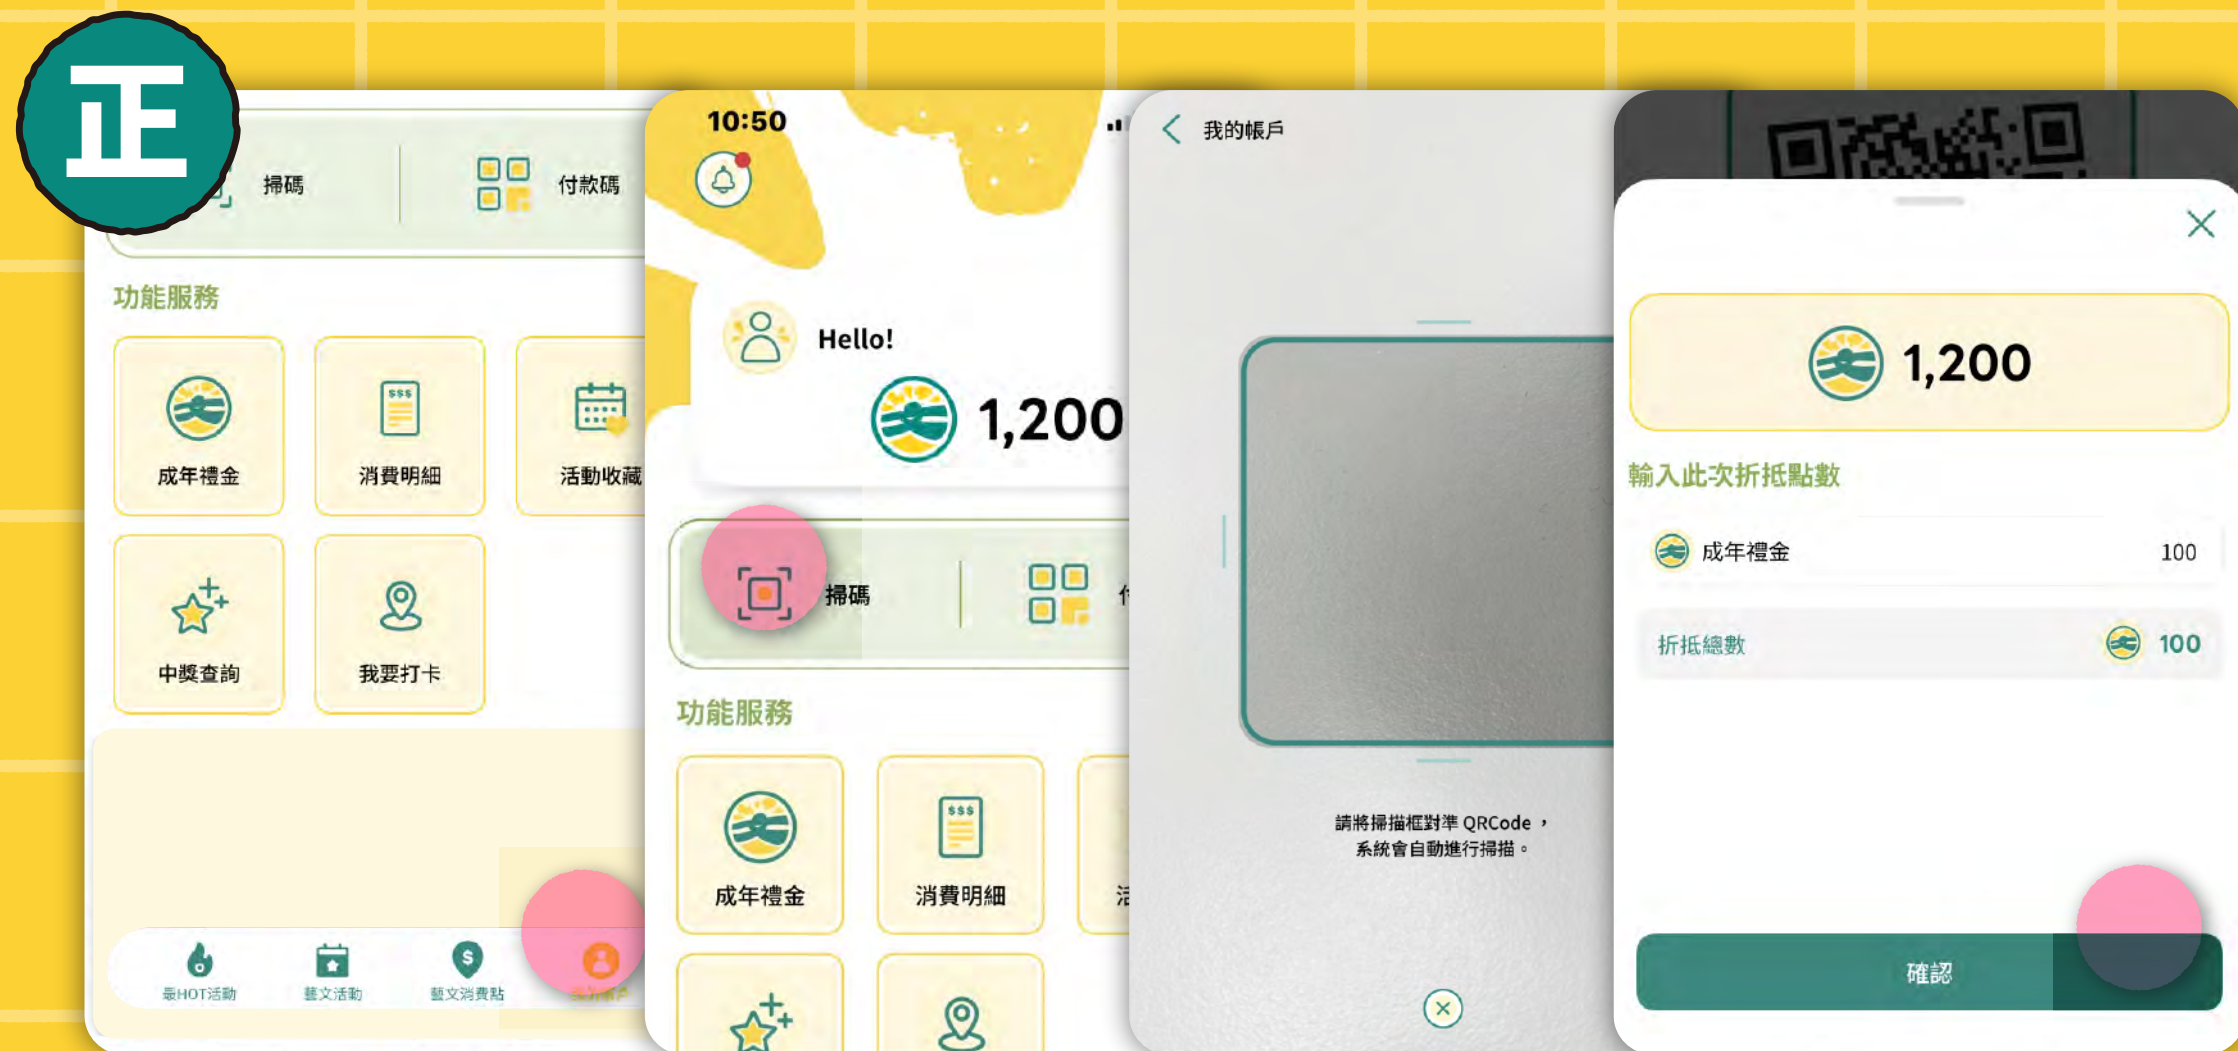 正
掃碼
付款碼
功能服務
成年禮金
消費明細
$$$
活動收藏
中獎查詢
我要打卡
最HOT活動
藝文活動
藝文消費點
$
10:50
Hello!
1,200
掃碼
功能服務
成年禮金
消費明細
$$$
我的帳戶
請將掃描框對準 QRCode，
系統會自動進行掃描。
1,200
輸入此次折抵點數
成年禮金
100
折抵總數
100
確認